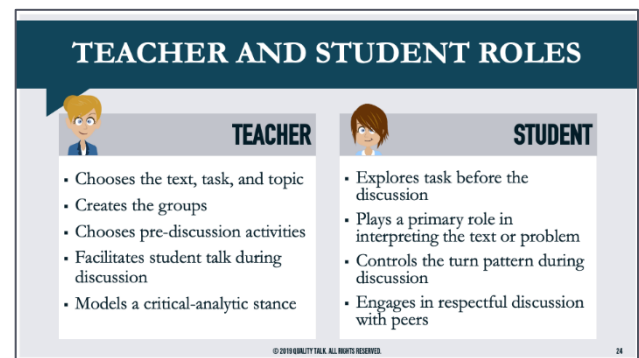 TEACHER AND STUDENT ROLES
TEACHER
▪ Chooses the text, task, and topic
▪ Creates the groups
▪ Chooses pre-discussion activities
▪ Facilitates student talk during
discussion
▪ Models a critical-analytic stance
STUDENT
▪ Explores task before the
discussion
▪ Plays a primary role in
interpreting the text or problem
▪ Controls the turn pattern during
discussion
▪ Engages in respectful discussion
with peers
© 2019 QUALITY TALK. ALL RIGHTS RESERVED.
24